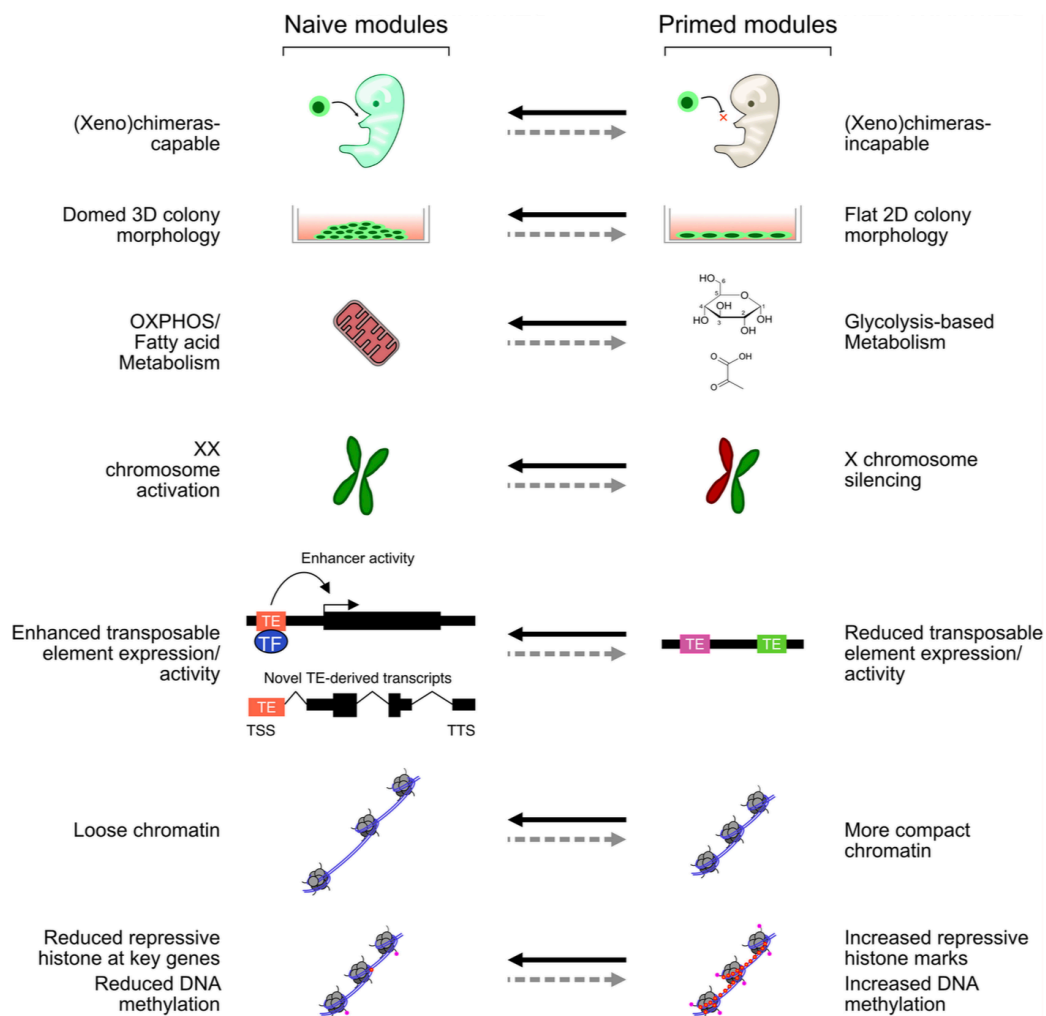 Naive modules
Primed modules
(Xeno)chimeras-
capable
(Xeno)chimeras-
incapable
Domed 3D colony
morphology
Flat 2D colony
morphology
OXPHOS/
Fatty acid
Metabolism
HO
6
5
O
4
HO
OH
3
2
1
OH
OH
O
OH
O
Glycolysis-based
Metabolism
XX
chromosome
activation
X chromosome
silencing
Enhanced transposable
element expression/
activity
Enhancer activity
TE
TF
Novel TE-derived transcripts
TE
TSS
TTS
TE
TE
Reduced transposable
element expression/
activity
Loose chromatin
More compact
chromatin
Reduced repressive
histone at key genes
Reduced DNA
methylation
Increased repressive
histone marks
Increased DNA
methylation